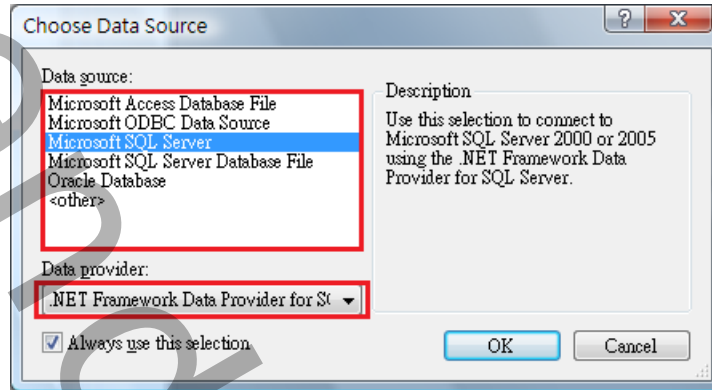 Choose Data Source
Data source:
Microsoft Access Database File
Microsoft ODBC Data Source
Microsoft SQL Server
Microsoft SQL Server Database File
Oracle Database
<other>
Description
Use this selection to connect to
Microsoft SQL Server 2000 or 2005
using the .NET Framework Data
Provider for SQL Server.
Data provider:
.NET Framework Data Provider for
Always use this selection
OK
Cancel